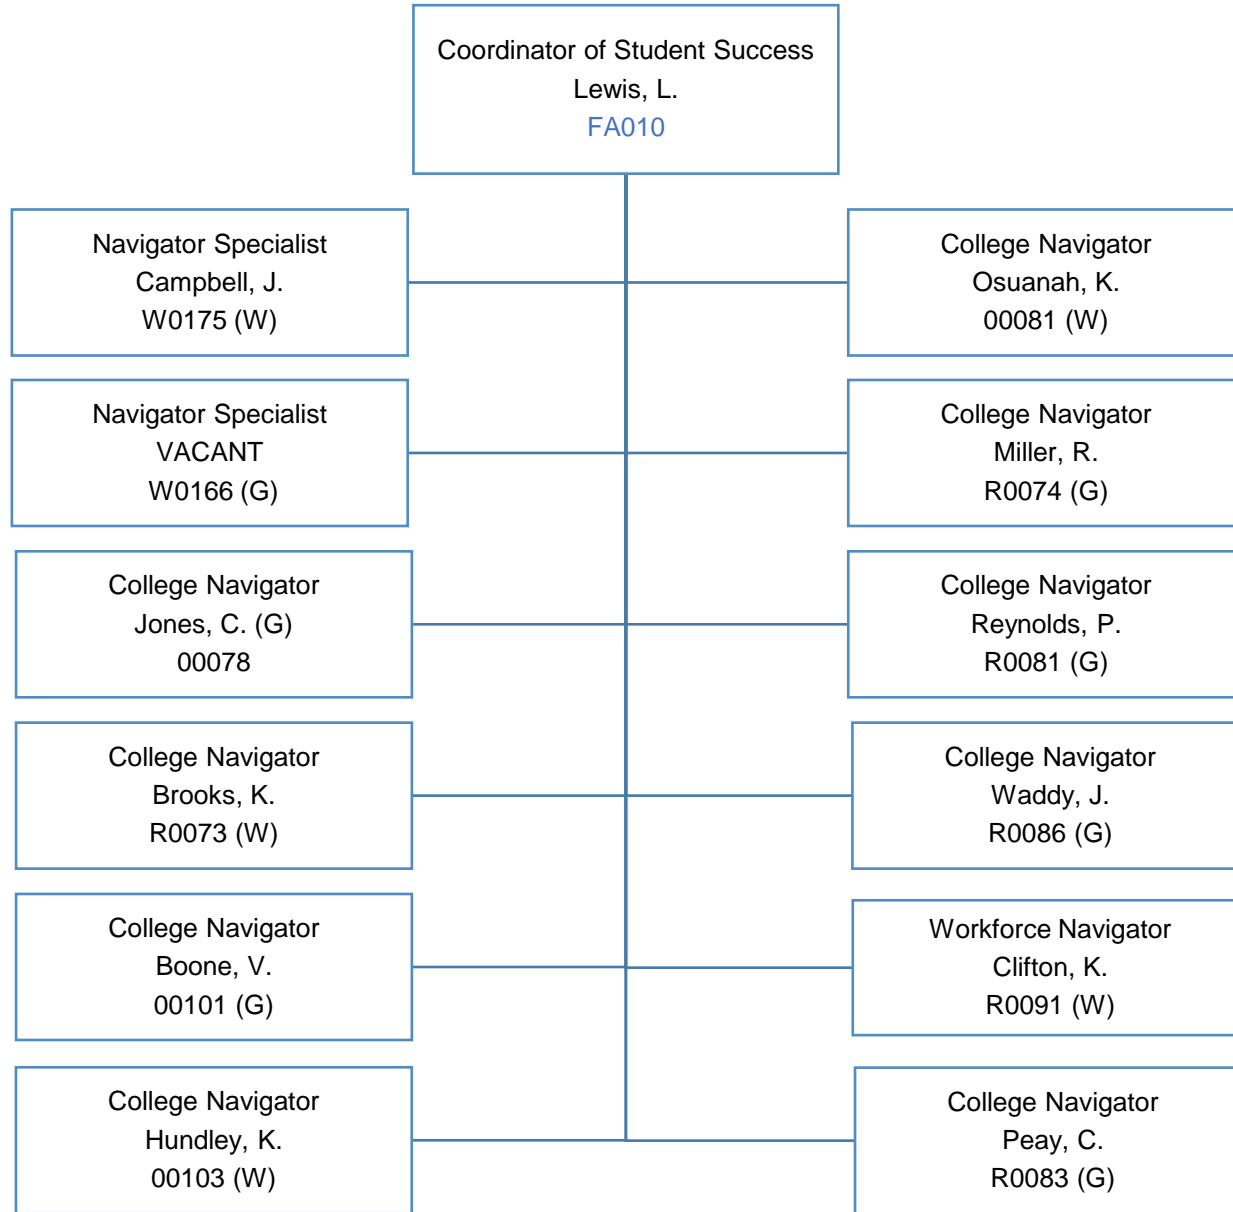 Coordinator of Student Success
Lewis, L.
FA010
Navigator Specialist
Campbell, J.
W0175 (W)
College Navigator
Osuanah, K.
00081 (W)
Navigator Specialist
VACANT
W0166 (G)
College Navigator
Miller, R.
R0074 (G)
College Navigator
Jones, C. (G)
00078
College Navigator
Reynolds, P.
R0081 (G)
College Navigator
Brooks, K.
R0073 (W)
College Navigator
Waddy, J.
R0086 (G)
College Navigator
Boone, V.
00101 (G)
Workforce Navigator
Clifton, K.
R0091 (W)
College Navigator
Hundley, K.
00103 (W)
College Navigator
Peay, C.
R0083 (G)